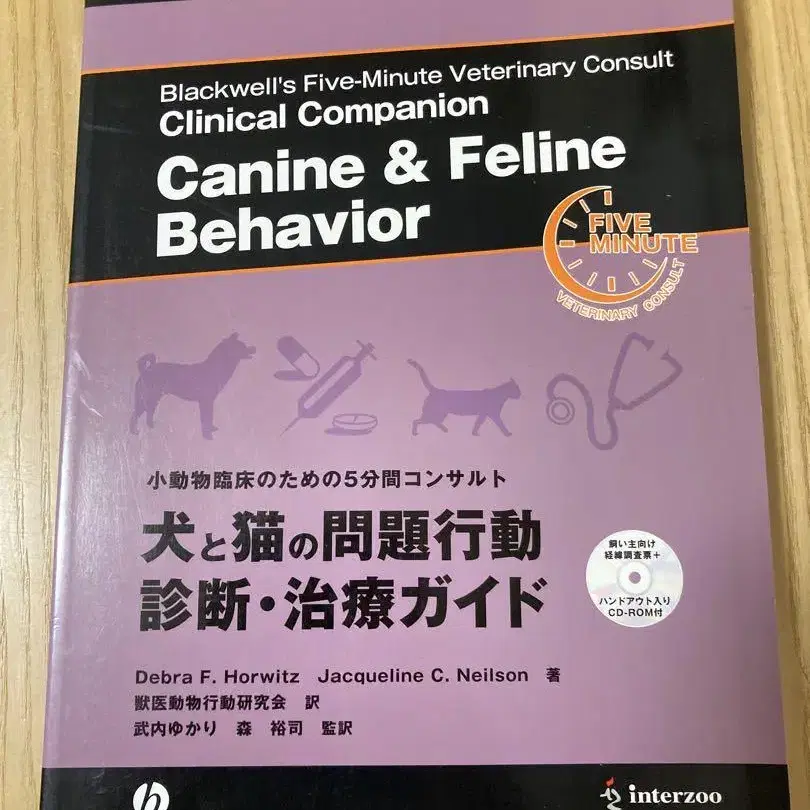 Blackwell's Five-Minute Veterinary Consult
Clinical Companion
Canine & Feline
Behavior
FIVE
MINUTE
VETERINARY CONSULT
小動物臨床のための5分間コンサルト
犬と猫の問題行動
診断・治療ガイド
飼い主向け
経緯調査票+
ハンドアウト入り
CD-ROM付
Debra F. Horwitz Jacqueline C. Neilson 著
獣医動物行動研究会 訳
武内ゆかり 森 裕司 監訳
b
interzoo